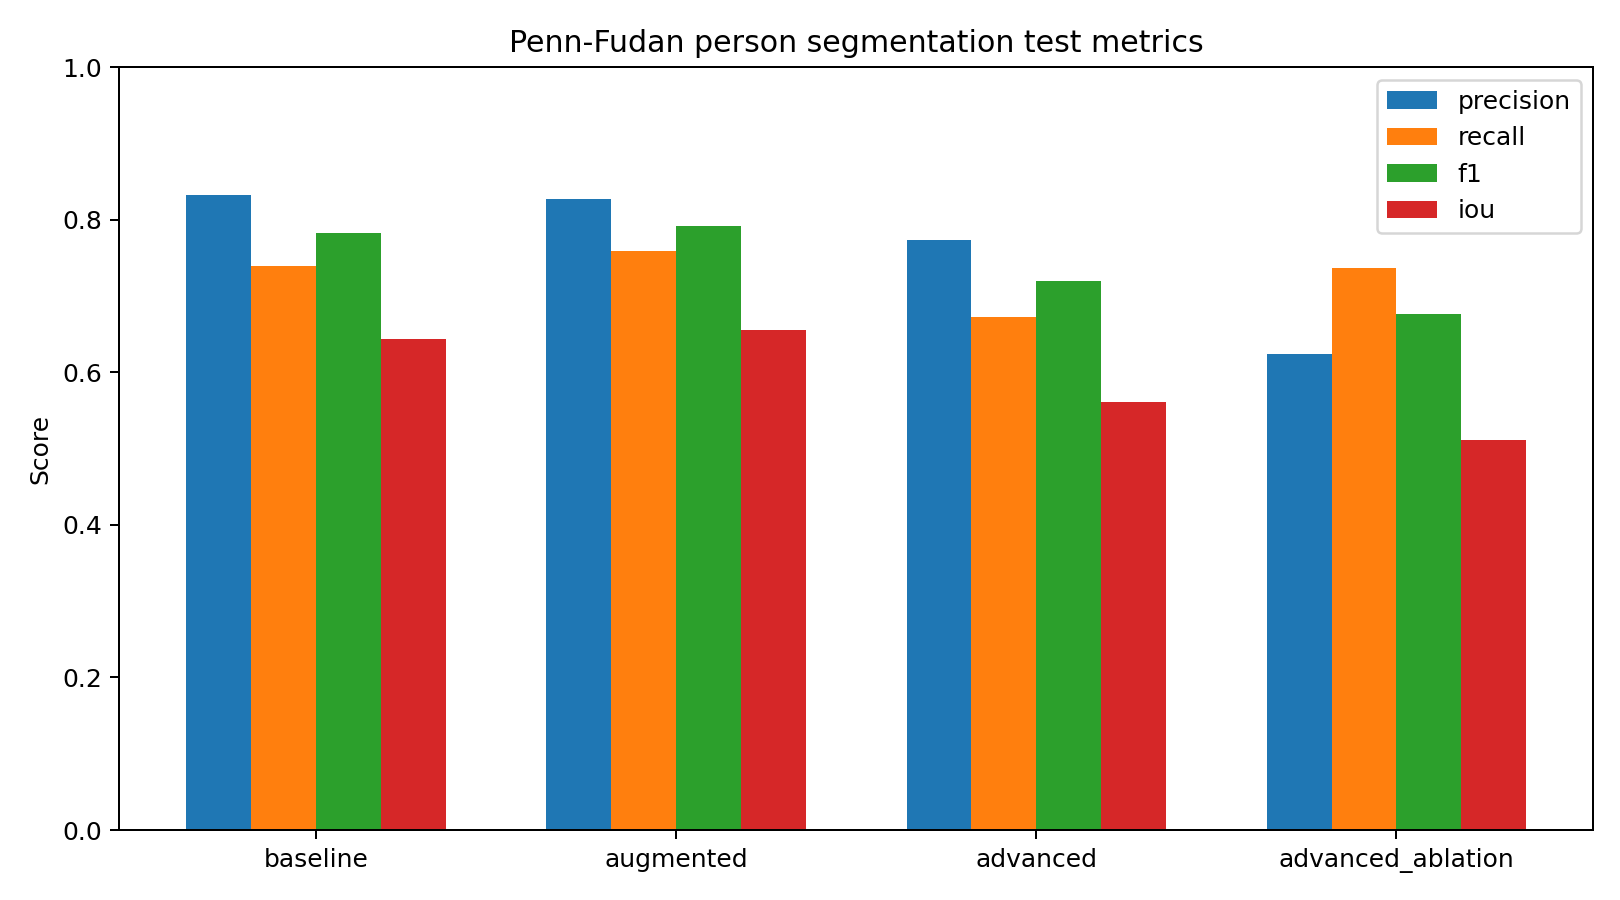 Penn-Fudan person segmentation test metrics
1.0
0.8
0.6
0.4
0.2
0.0
Score
precision
recall
f1
iou
baseline
augmented
advanced
advanced_ablation